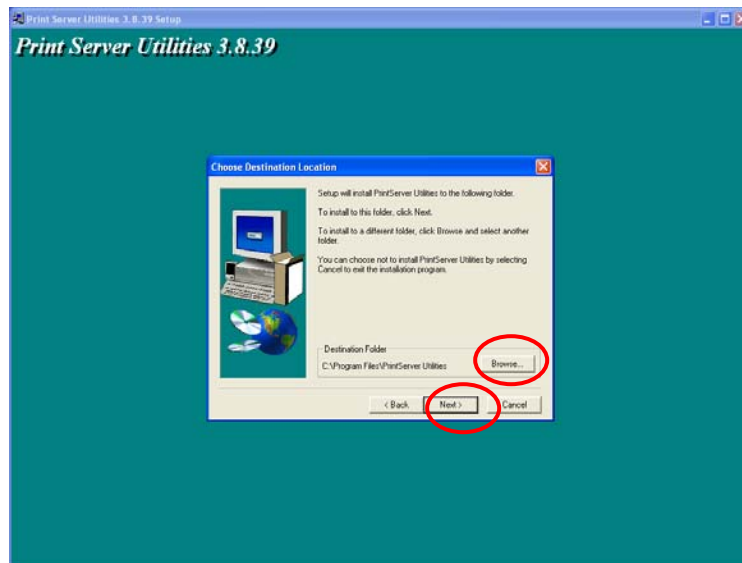 Print Server Utilities 3.8.39 Setup
Print Server Utilities 3.8.39
Choose Destination Location
Setup will install PrintServer Utilities to the following folder.
To install to this folder, click Next.
To install to a different folder, click Browse and select another
folder.
You can choose not to install PrintServer Utilities by selecting
Cancel to exit the installation program.
Destination Folder
C:\Program Files\PrintServer Utilities
Browse...
< Back
Next >
Cancel